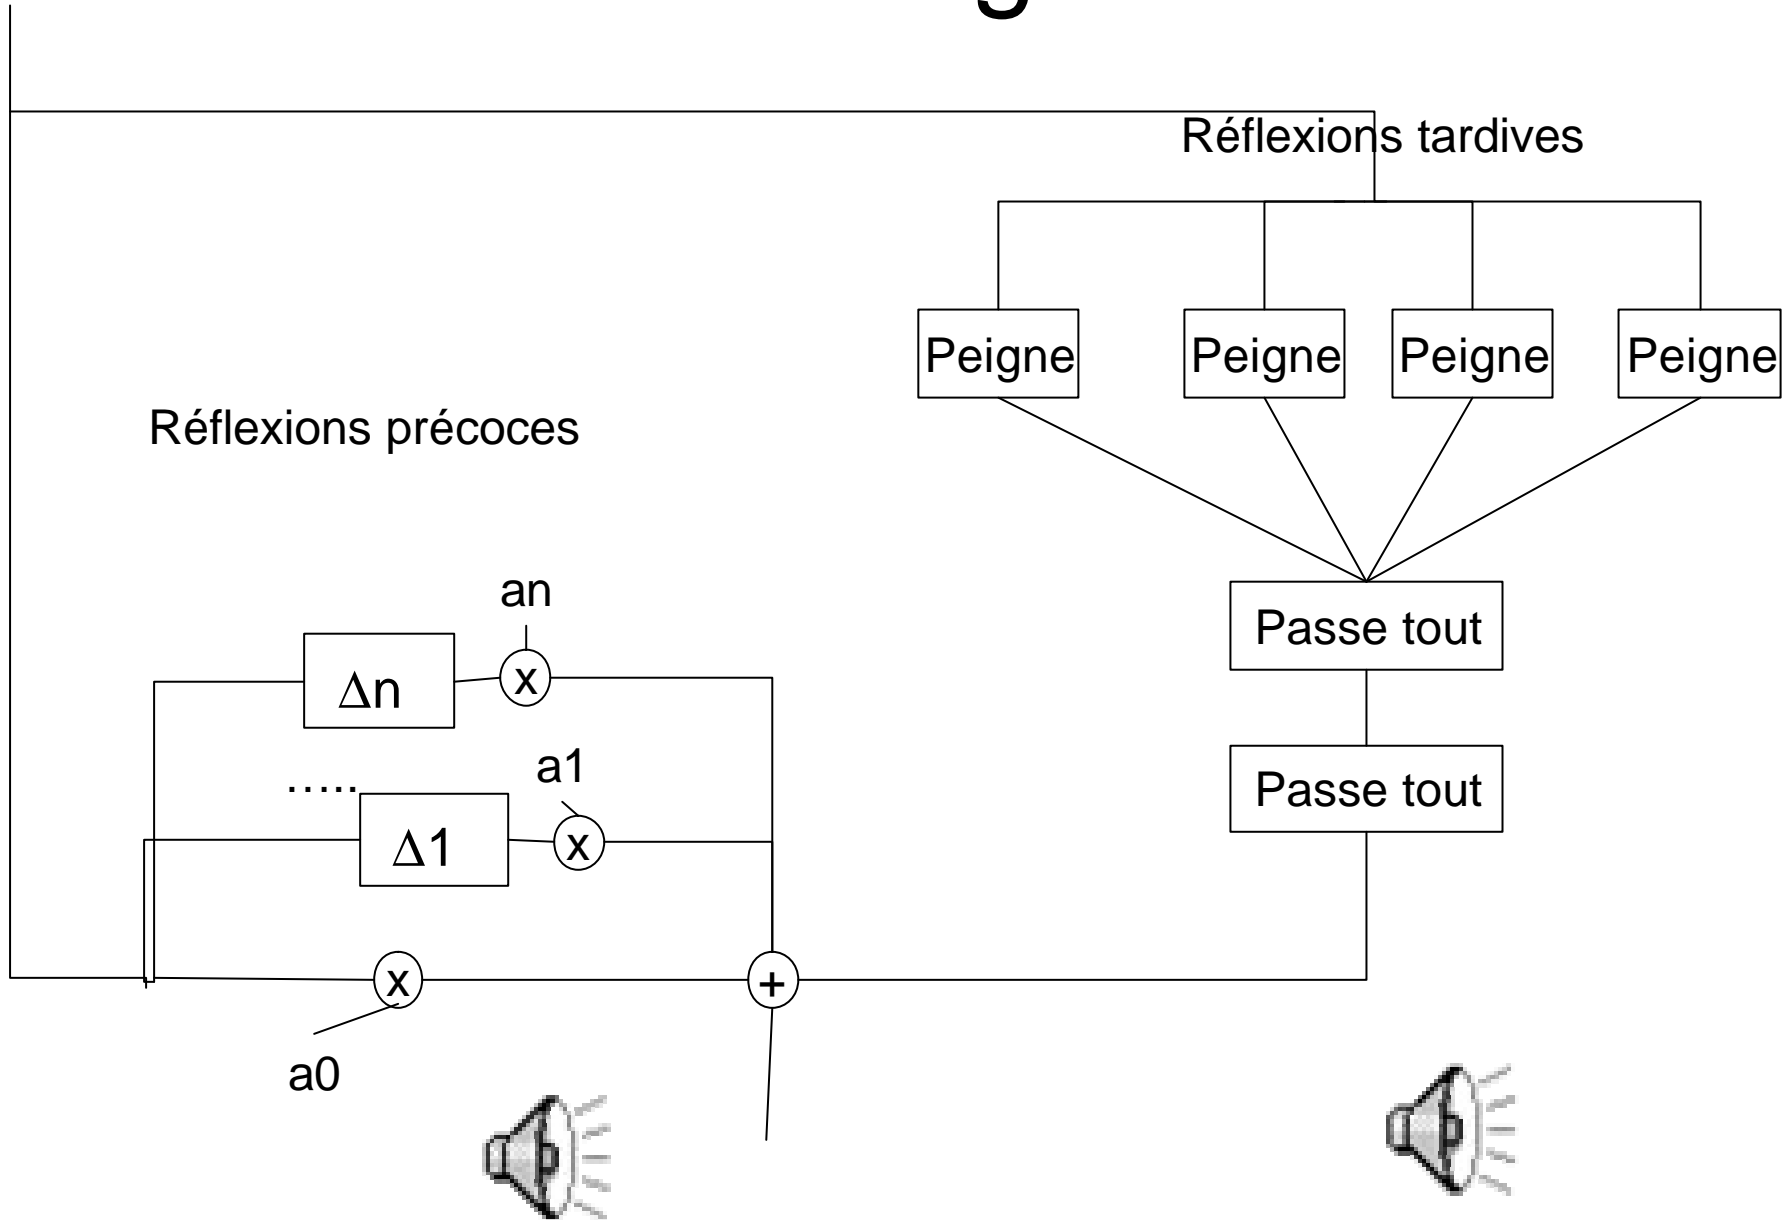 Réflexions tardives
Peigne Peigne Peigne Peigne
Réflexions précoces
an
Passe tout
x
Δn
a1
.....
Passe tout
Δ1
x
x
+
a0